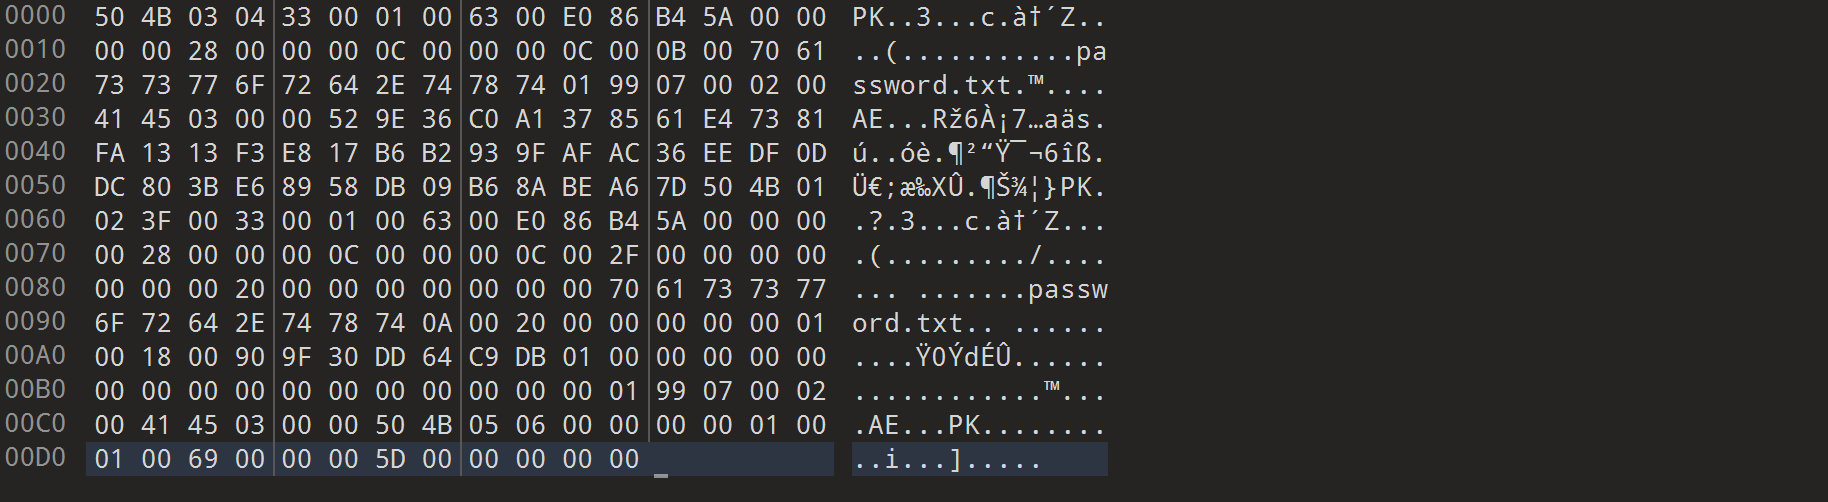 0000 50 4B 03 04 33 00 01 00 63 00 E0 86 B4 5A 00 00 PK..3...c.à†´Z..
0010 00 00 28 00 00 00 0C 00 00 00 0C 00 0B 00 70 61 ..(...........pa
0020 73 73 77 6F 72 64 2E 74 78 74 01 99 07 00 02 00 ssword.txt.™....
0030 41 45 03 00 00 52 9E 36 C0 A1 37 85 61 E4 73 81 AE...Rž6À¡7…aäs.
0040 FA 13 13 F3 E8 17 B6 B2 93 9F AF AC 36 EE DF 0D ú..óè.¶²“Ÿ¯¬6îß.
0050 DC 80 3B E6 89 58 DB 09 B6 8A BE A6 7D 50 4B 01 Ü€;æ‰XÛ.¶Š¾¦}PK.
0060 02 3F 00 33 00 01 00 63 00 E0 86 B4 5A 00 00 00 .?.3...c.à†´Z...
0070 00 28 00 00 00 0C 00 00 00 0C 00 2F 00 00 00 00 .(........./....
0080 00 00 00 20 00 00 00 00 00 00 00 70 61 73 73 77 ... .......passw
0090 6F 72 64 2E 74 78 74 0A 00 20 00 00 00 00 00 01 ord.txt.. ......
00A0 00 18 00 90 9F 30 DD 64 C9 DB 01 00 00 00 00 00 ....Ÿ0ÝdÉÛ......
00B0 00 00 00 00 00 00 00 00 00 00 00 01 99 07 00 02 ............™...
00C0 00 41 45 03 00 00 50 4B 05 06 00 00 00 00 01 00 .AE...PK........
00D0 01 00 69 00 00 00 5D 00 00 00 00 00 ..i...].....